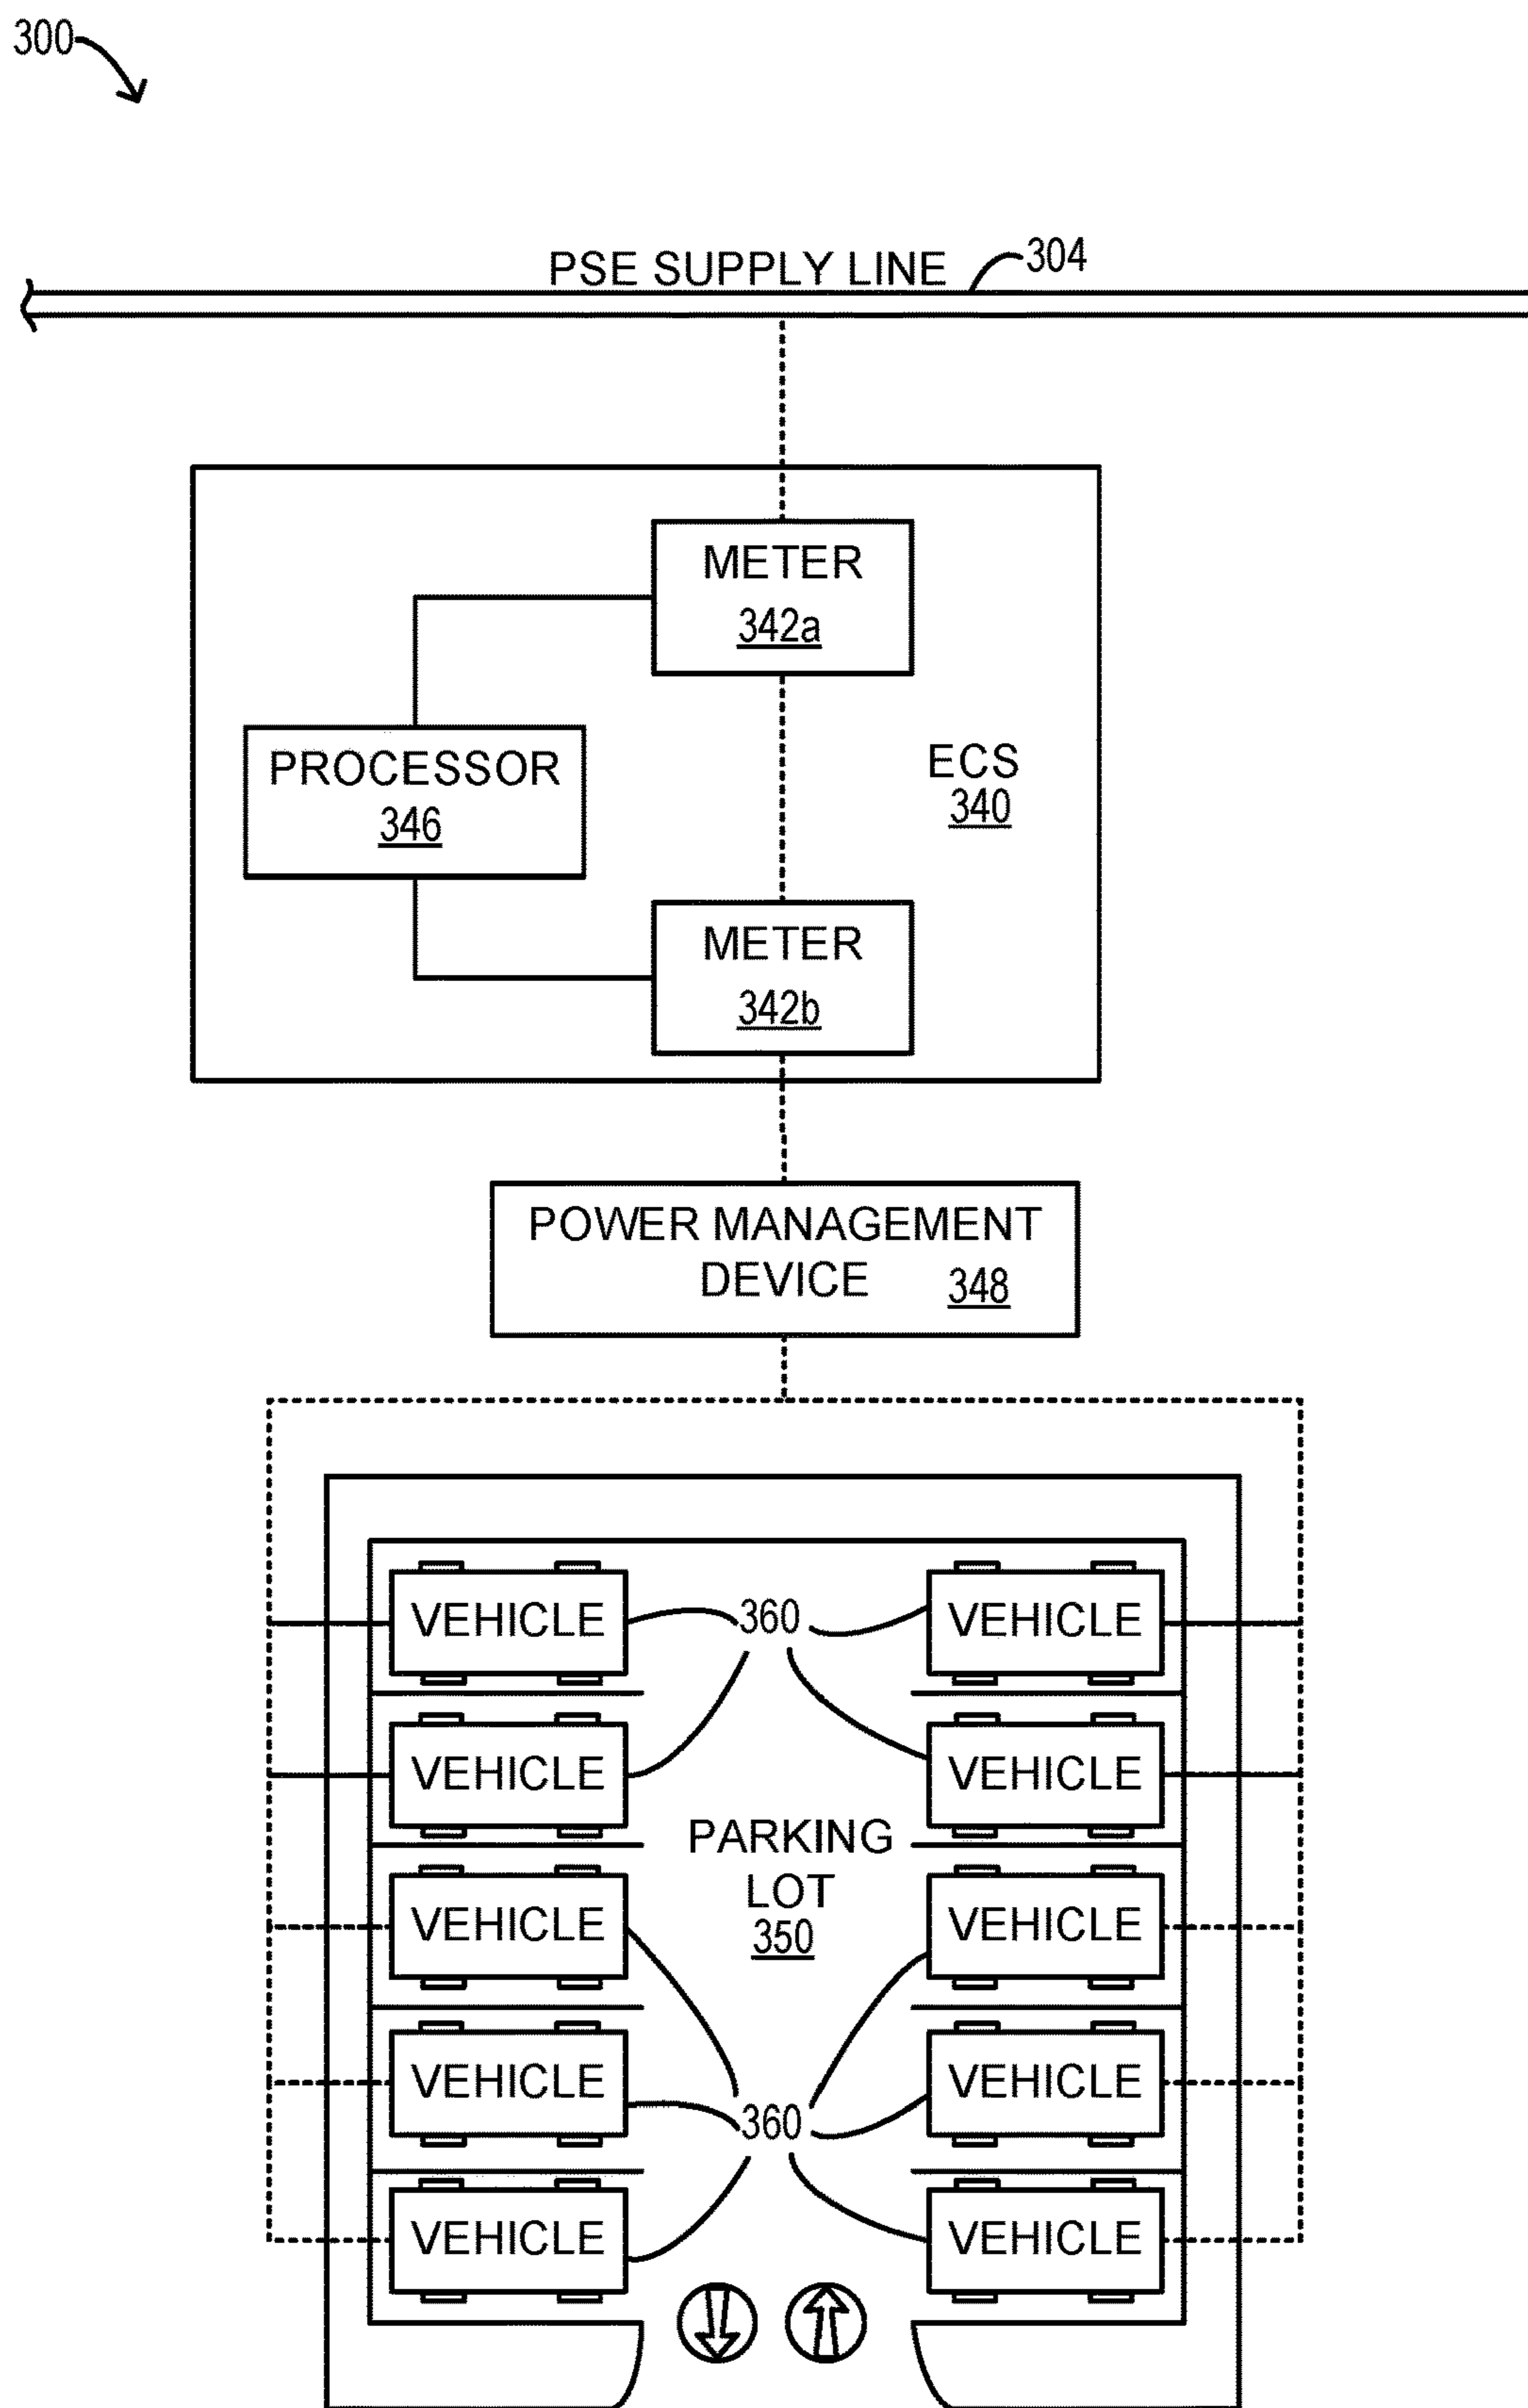 300
PSE SUPPLY LINE 304
METER
342a
PROCESSOR
346
ECS
340
METER
342b
POWER MANAGEMENT
DEVICE 348
VEHICLE 360 VEHICLE
VEHICLE VEHICLE
PARKING
LOT
350
VEHICLE VEHICLE
VEHICLE VEHICLE
360
VEHICLE VEHICLE